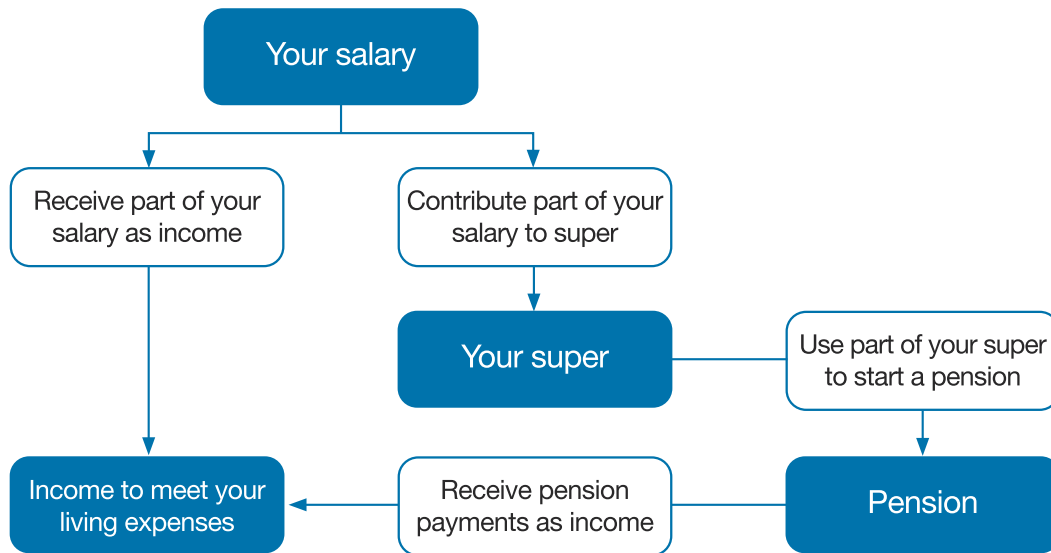 Your salary
Receive part of your
salary as income
Contribute part of your
salary to super
Your super
Use part of your super
to start a pension
Income to meet your
living expenses
Receive pension
payments as income
Pension